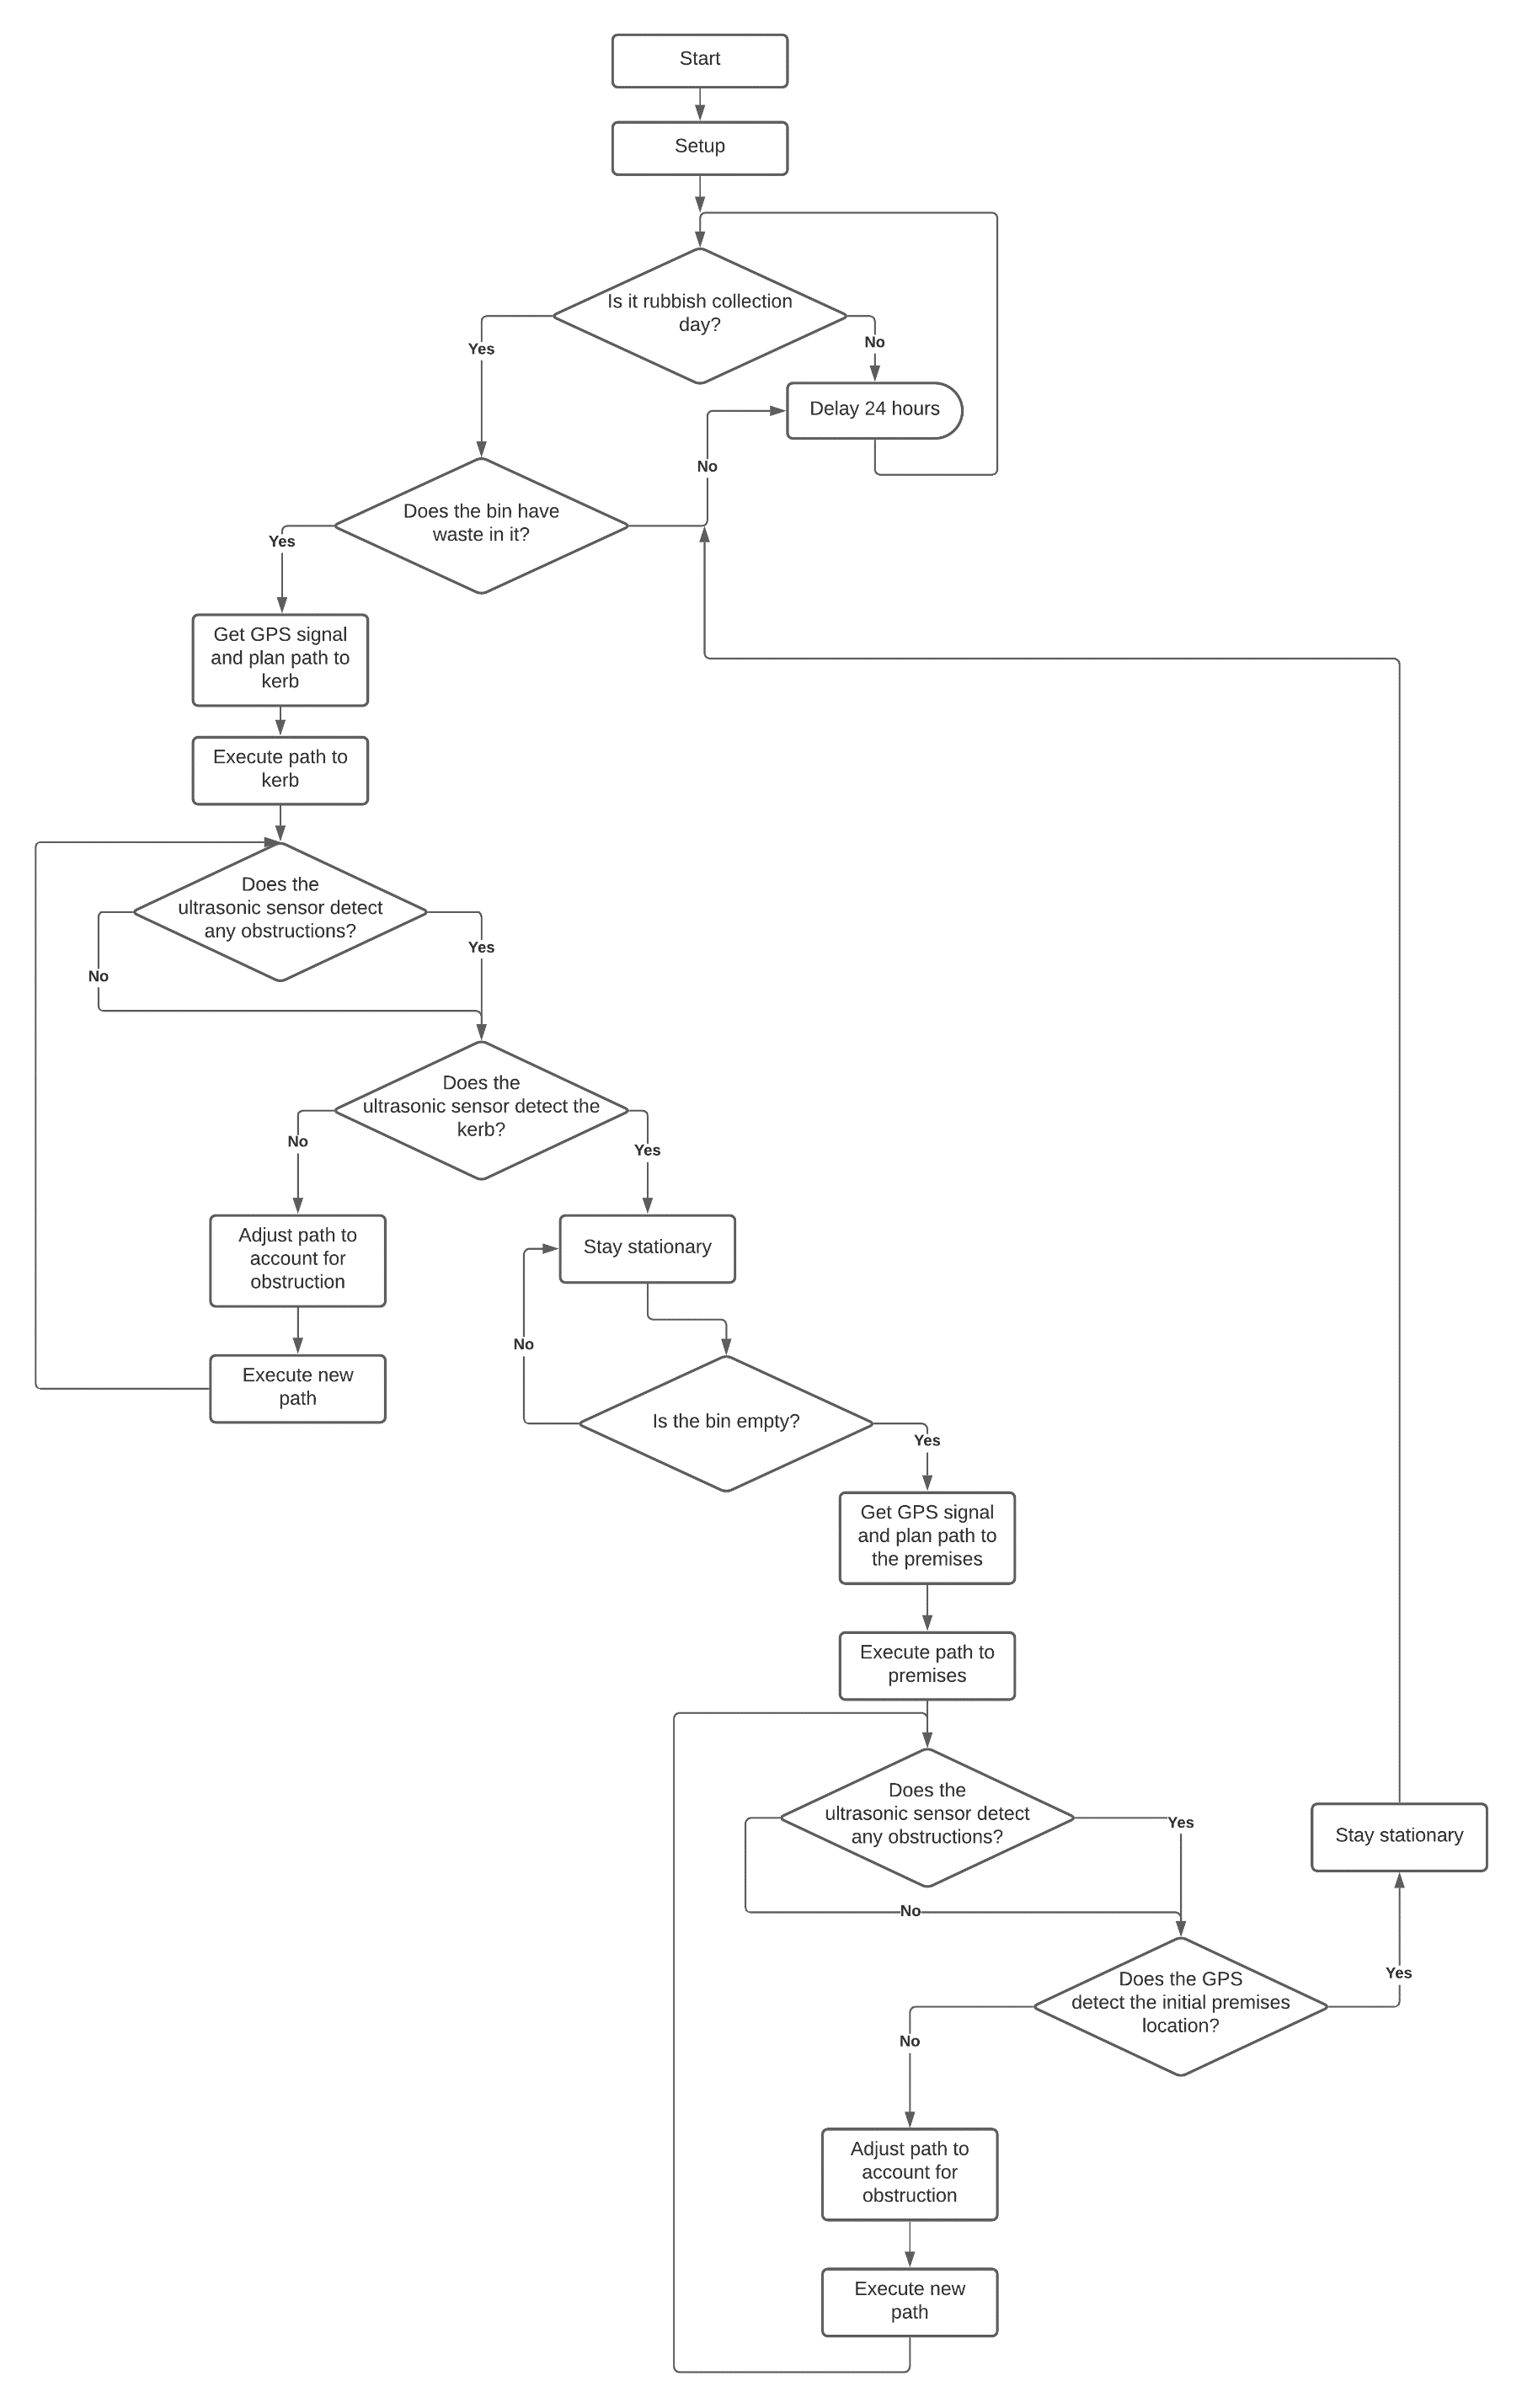 Start
Setup
Is it rubbish collection
day?
Yes
No
Delay 24 hours
No
Does the bin have
waste in it?
Yes
Get GPS signal
and plan path to
kerb
Execute path to
kerb
Does the
ultrasonic sensor detect
any obstructions?
Yes
No
Does the
ultrasonic sensor detect the
kerb?
No
Yes
Adjust path to
account for
obstruction
Stay stationary
No
Execute new
path
Is the bin empty?
Yes
Get GPS signal
and plan path to
the premises
Execute path to
premises
Does the
ultrasonic sensor detect
any obstructions?
Yes
Stay stationary
No
Does the GPS
detect the initial premises
location?
Yes
No
Adjust path to
account for
obstruction
Execute new
path